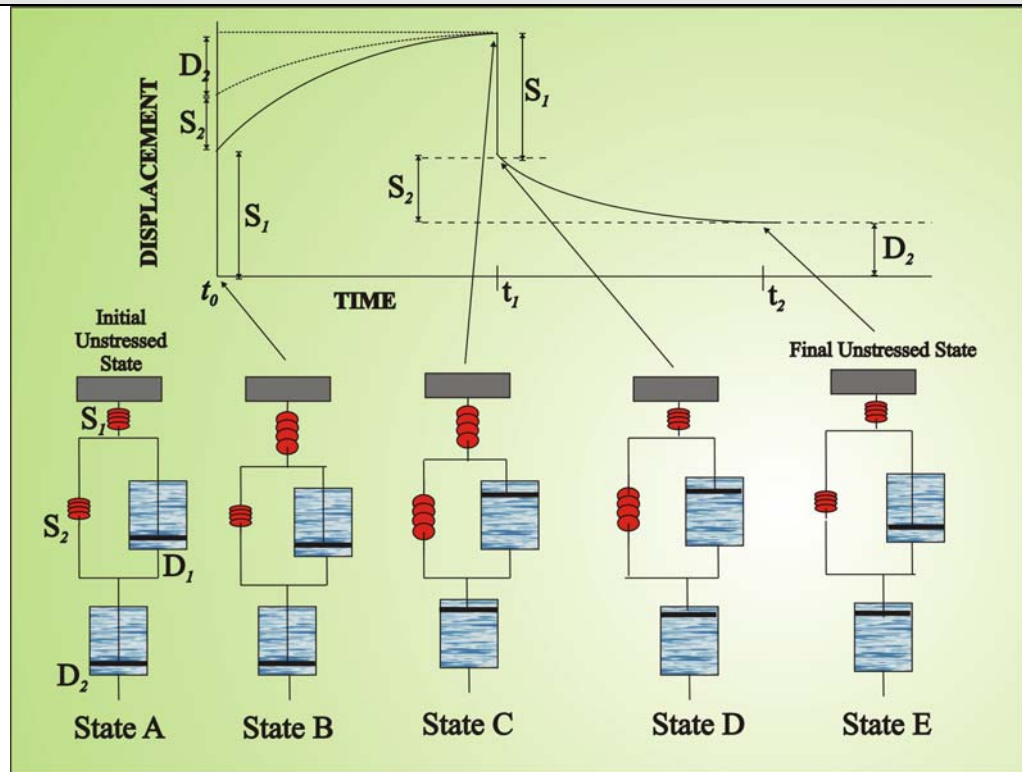 D2
S2
S1
DISPLACEMENT
S1
S2
D2
t0
TIME
t1
t2
Initial
Unstressed
State
Final Unstressed State
S1
S2
D1
D2
State A
State B
State C
State D
State E